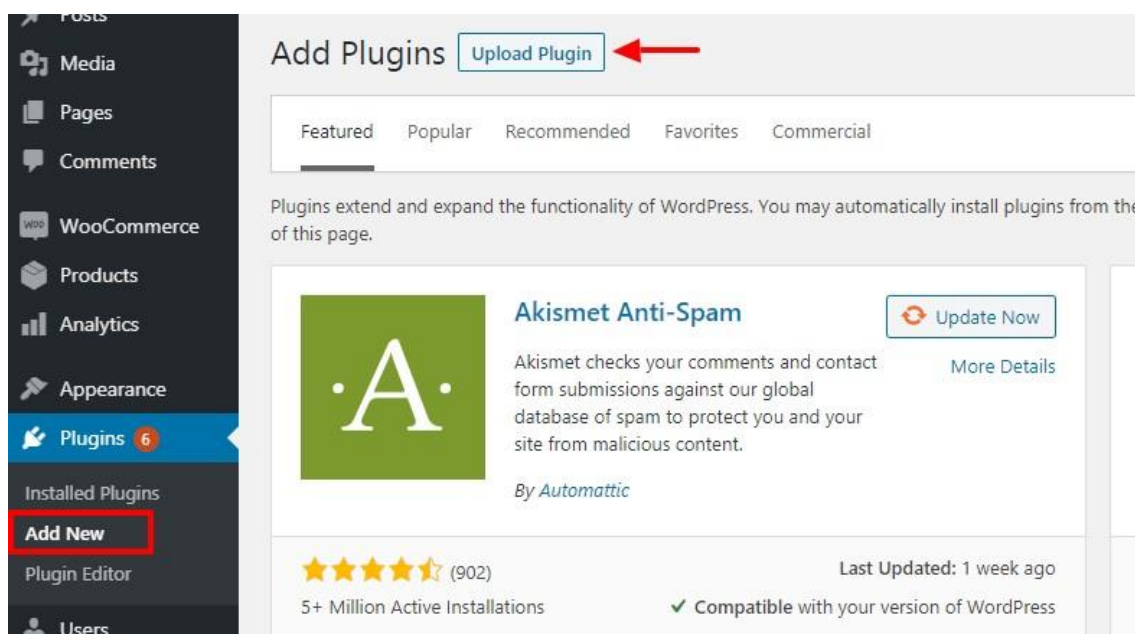 Posts
Media
Pages
Comments
WooCommerce
Products
Analytics
Appearance
Plugins 6
Installed Plugins
Add New
Plugin Editor
Users
Add Plugins Upload Plugin
Featured Popular Recommended Favorites Commercial
Plugins extend and expand the functionality of WordPress. You may automatically install plugins from the
of this page.
·A·
Akismet Anti-Spam
Update Now
More Details
Akismet checks your comments and contact
form submissions against our global
database of spam to protect you and your
site from malicious content.
By Automattic
(902)
Last Updated: 1 week ago
5+ Million Active Installations
✓ Compatible with your version of WordPress